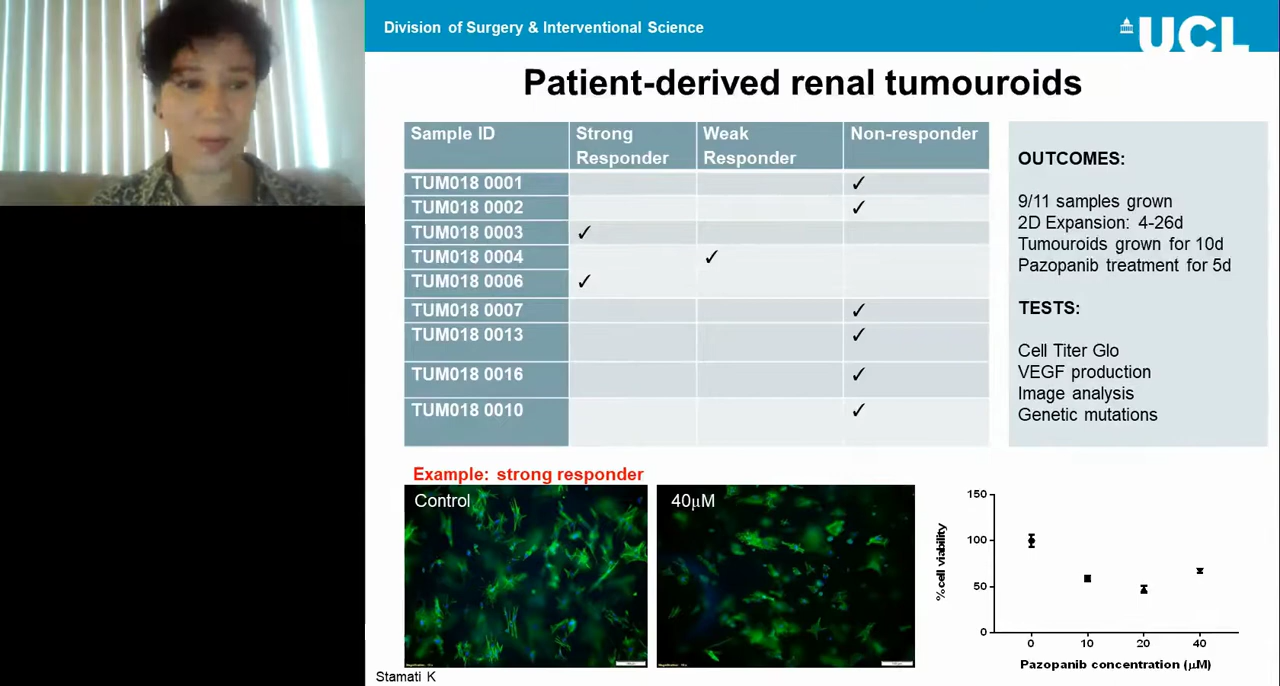 Division of Surgery & Interventional Science
UCL
Patient-derived renal tumouroids
Sample ID
Strong Responder
Weak Responder
Non-responder
TUM018 0001 ✓
TUM018 0002 ✓
TUM018 0003 ✓
TUM018 0004 ✓
TUM018 0006 ✓
TUM018 0007 ✓
TUM018 0013 ✓
TUM018 0016 ✓
TUM018 0010 ✓
OUTCOMES:
9/11 samples grown
2D Expansion: 4-26d
Tumouroids grown for 10d
Pazopanib treatment for 5d
TESTS:
Cell Titer Glo
VEGF production
Image analysis
Genetic mutations
Example: strong responder
Control
40µM
150
100
50
0
% cell viability
0 10 20 40
Pazopanib concentration (µM)
Stamati K